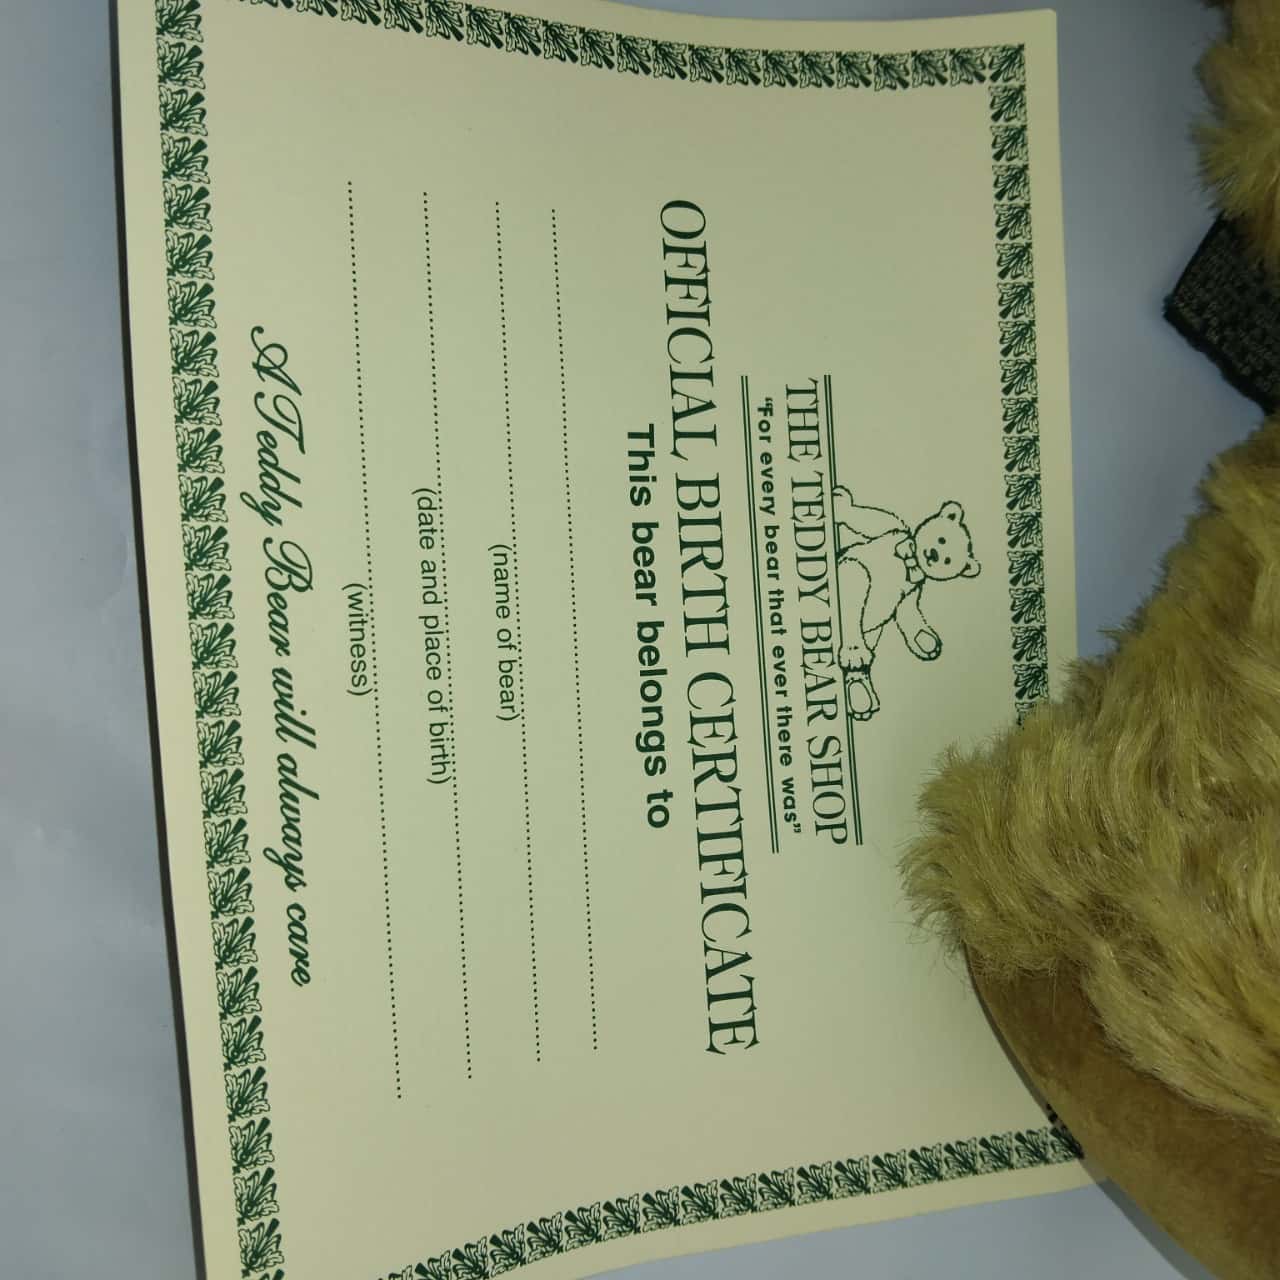 THE TEDDY BEAR SHOP
"For every bear that ever there was"
OFFICIAL BIRTH CERTIFICATE
This bear belongs to
(name of bear)
(date and place of birth)
(witness)
A Teddy Bear will always care